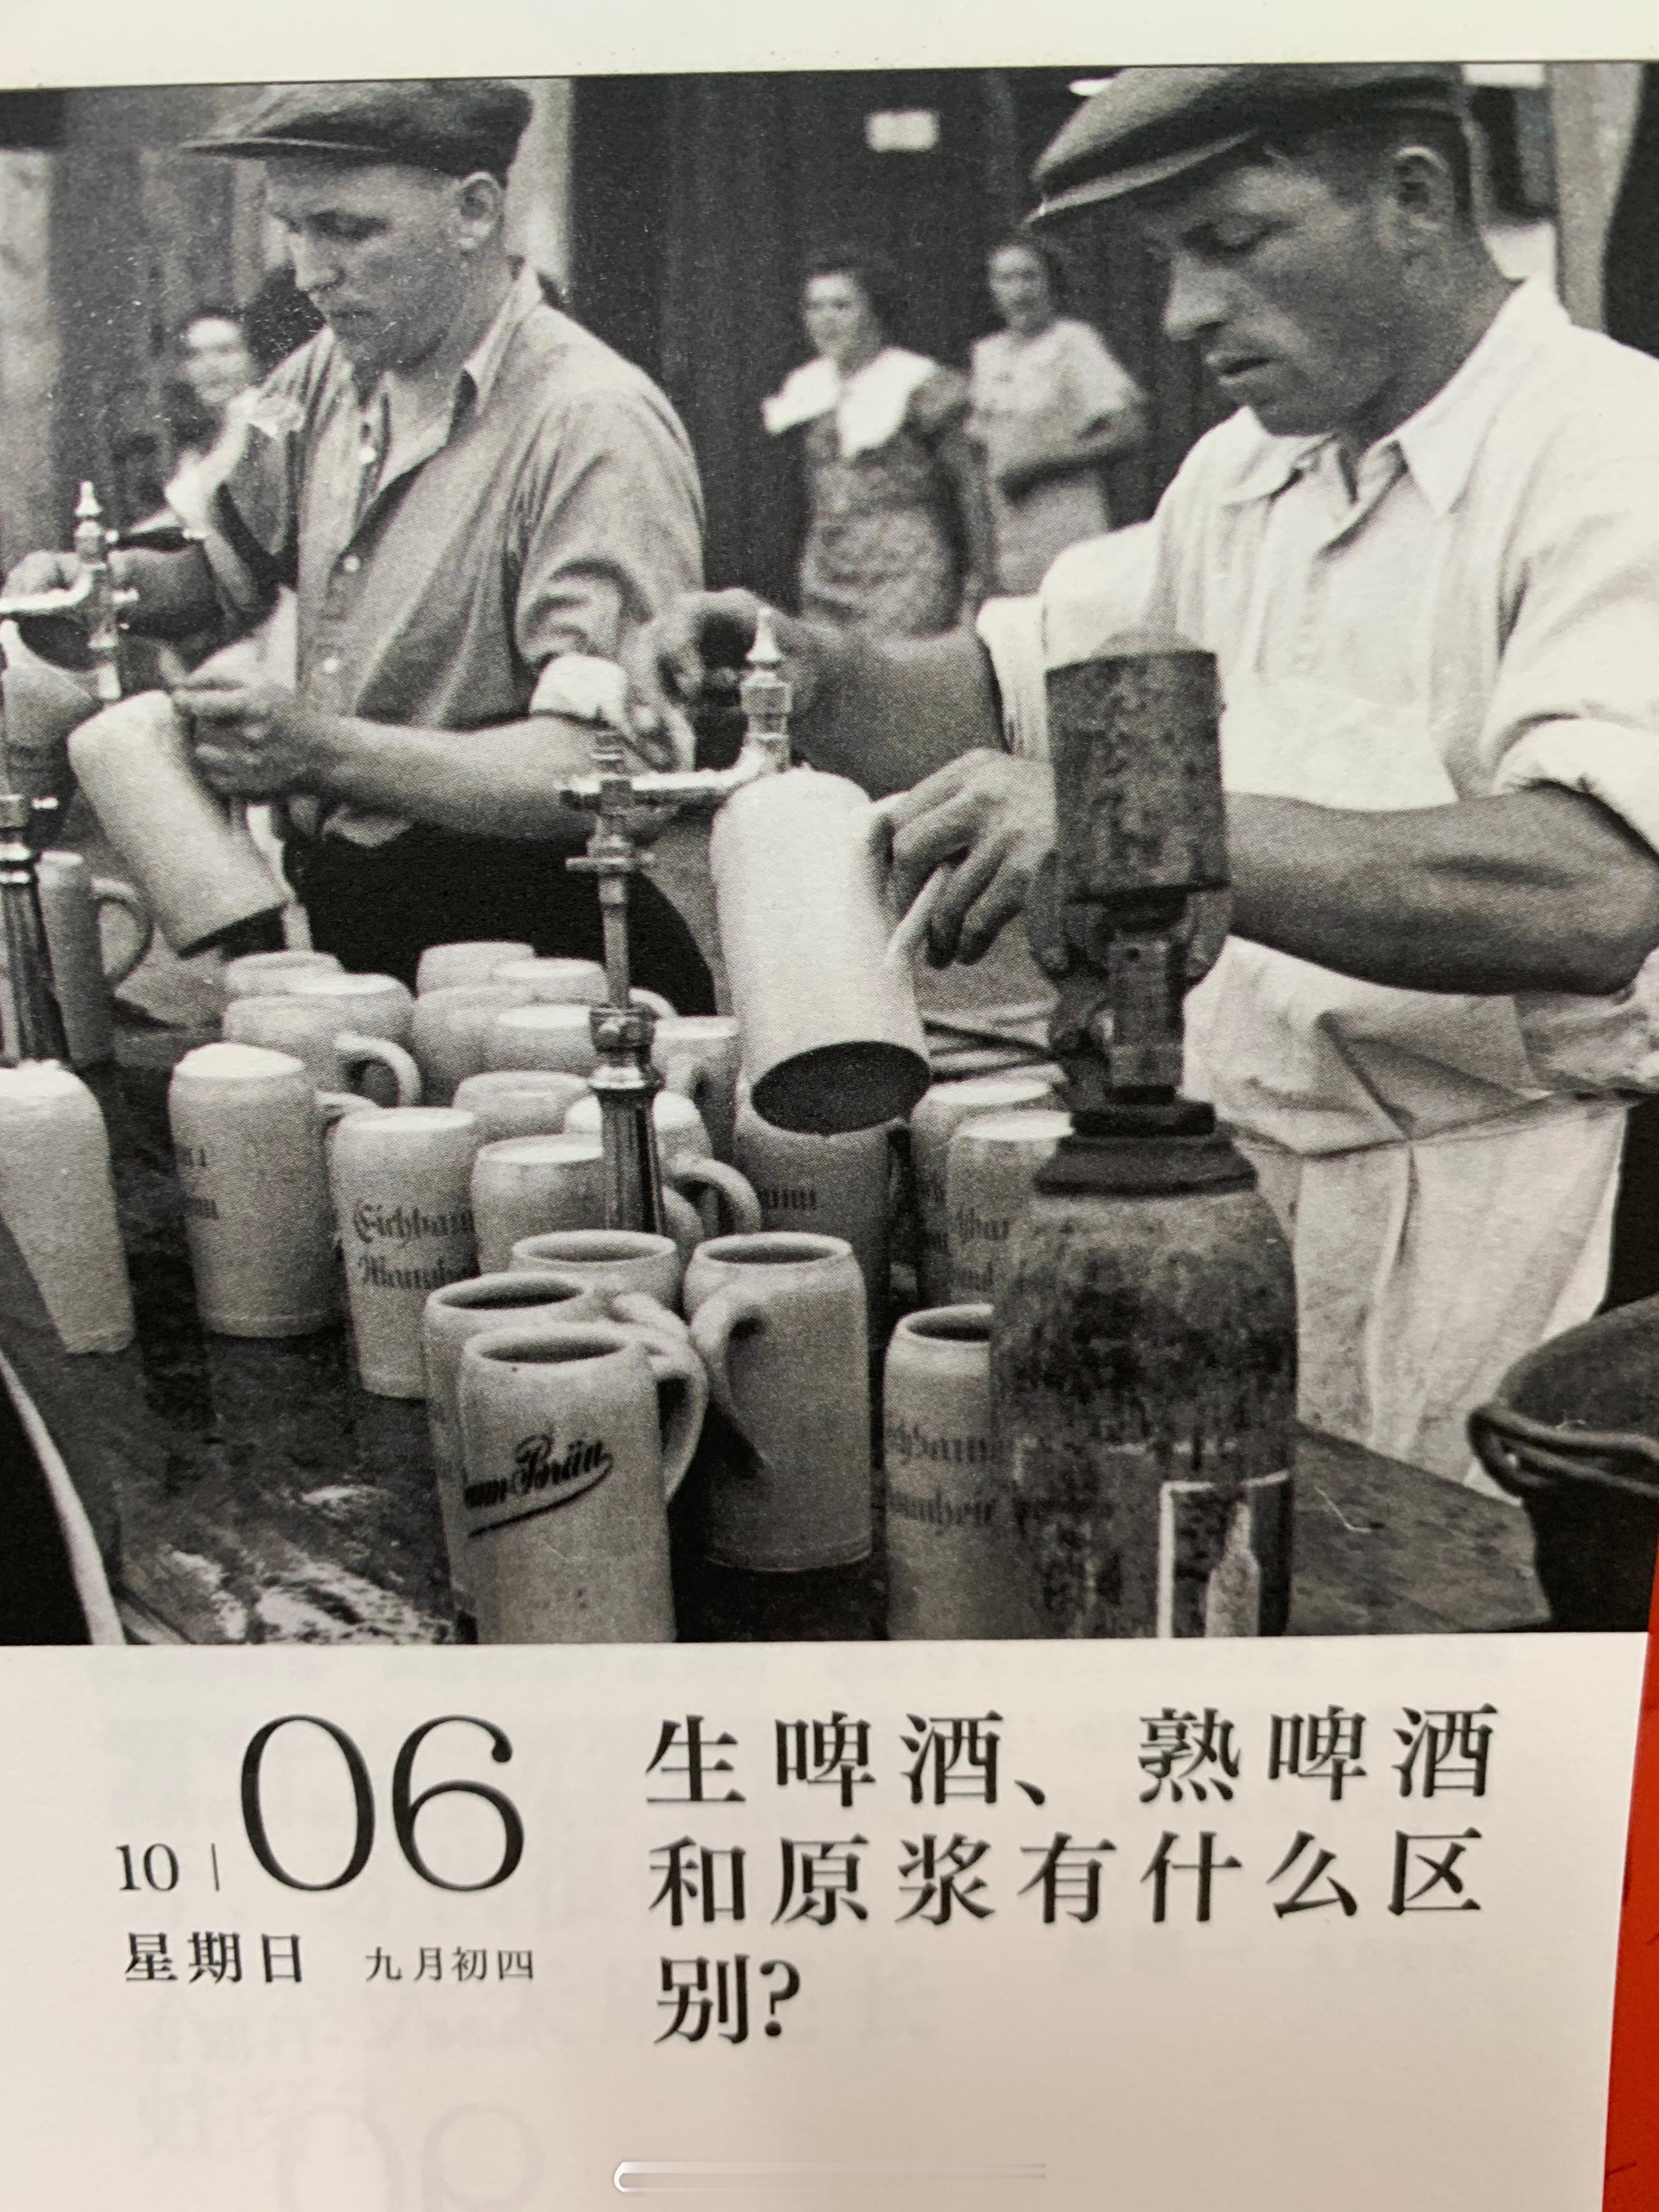 Bräu
10 | 06
星期日 九月初四
生啤酒、熟啤酒
和原浆有什么区
别?